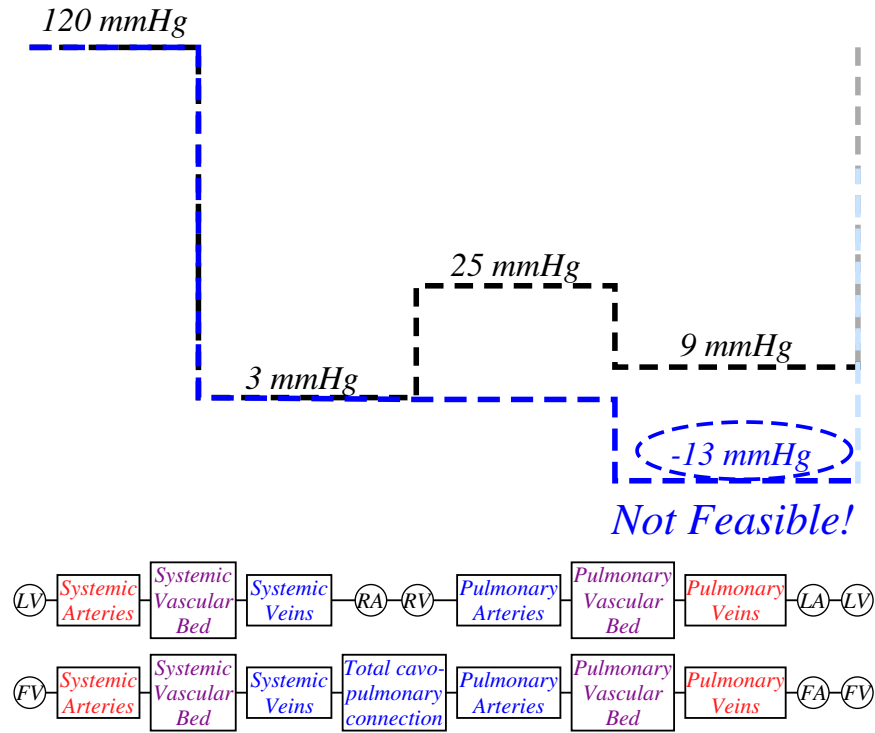 120 mmHg
25 mmHg
9 mmHg
3 mmHg
-13 mmHg
Not Feasible!
LV
Systemic
Arteries
Systemic
Vascular
Bed
Systemic
Veins
RA
RV
Pulmonary
Arteries
Pulmonary
Vascular
Bed
Pulmonary
Veins
LA
LV
FV
Systemic
Arteries
Systemic
Vascular
Bed
Systemic
Veins
Total cavo-
pulmonary
connection
Pulmonary
Arteries
Pulmonary
Vascular
Bed
Pulmonary
Veins
FA
FV